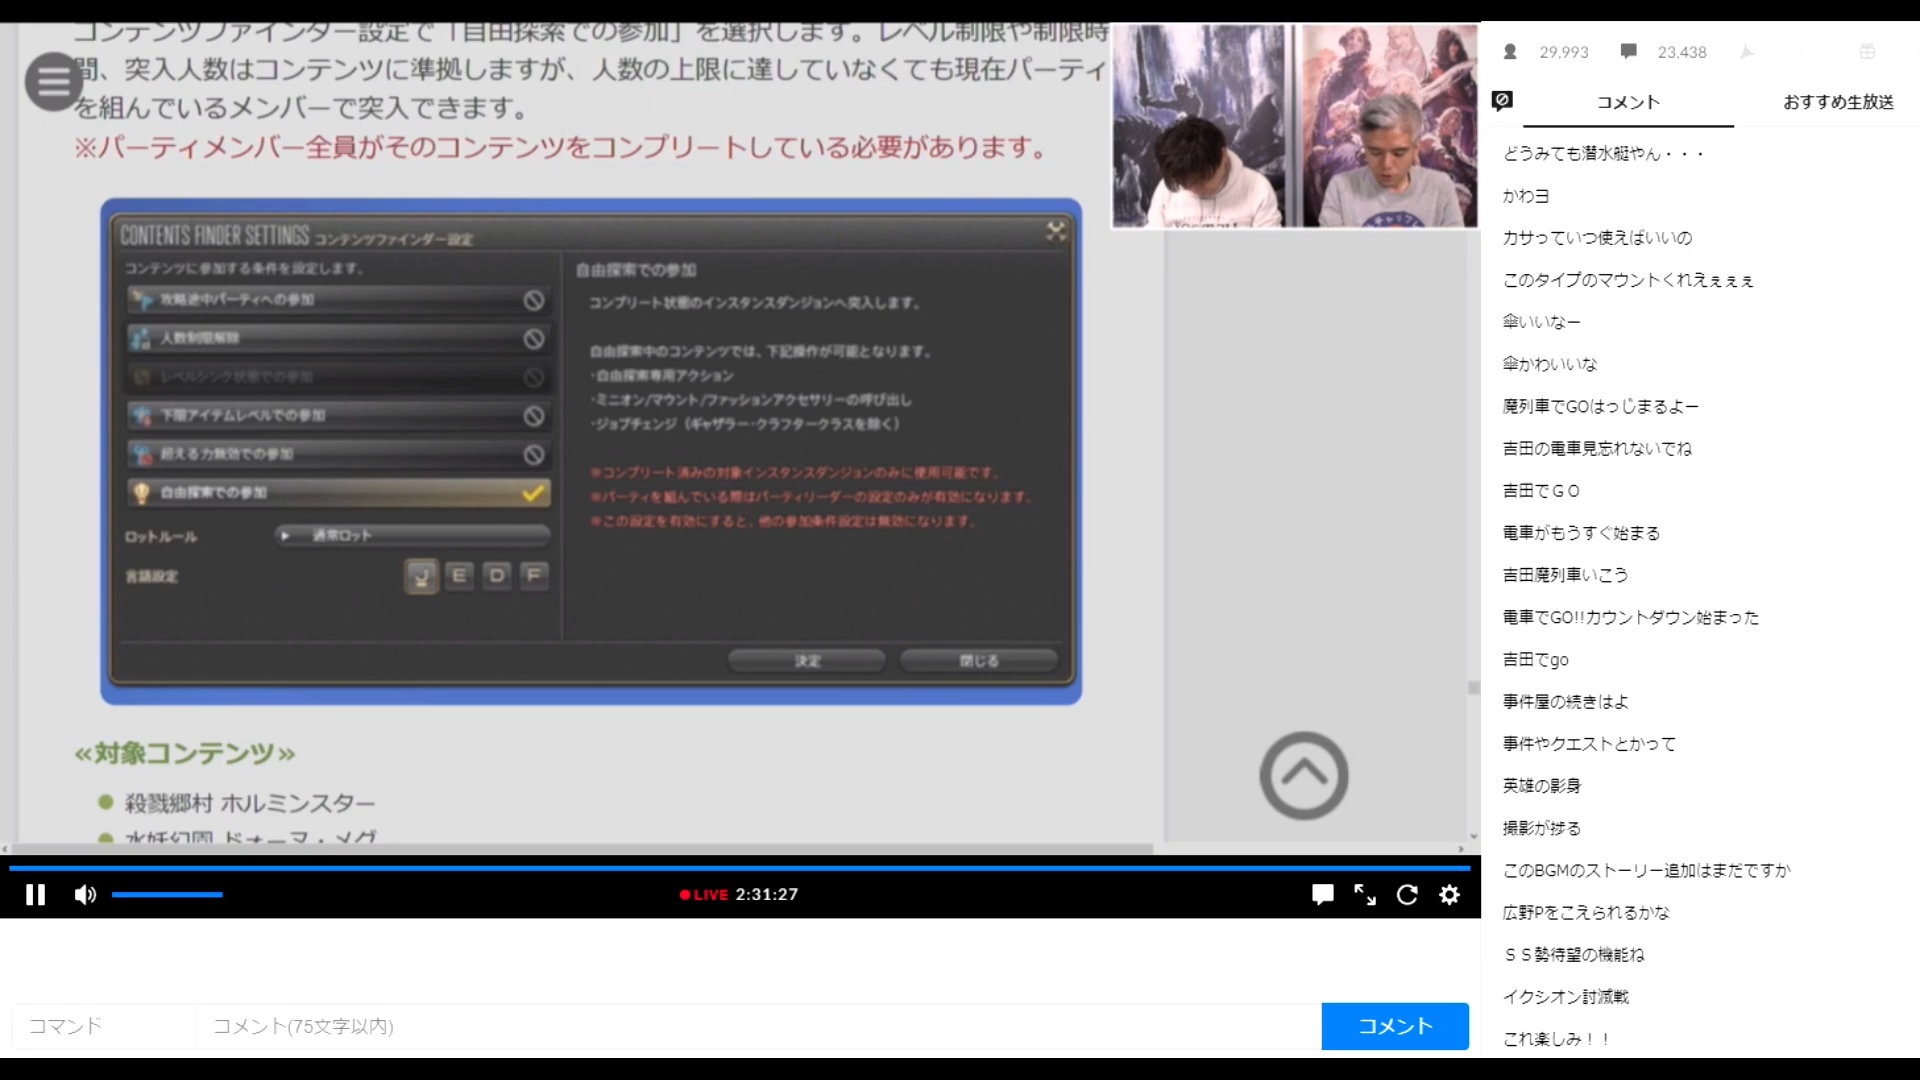 コンテンツファインダー設定で「自由探索での参加」を選択します。レベル制限や制限時
間、突入人数はコンテンツに準拠しますが、人数の上限に達していなくても現在パーティ
を組んでいるメンバーで突入できます。
※パーティメンバー全員がそのコンテンツをコンプリートしている必要があります。
CONTENTS FINDER SETTINGS コンテンツファインダー設定
コンテンツに参加する条件を設定します。
攻略途中パーティへの参加
人数制限解除
レベルシンク状態での参加
下限アイテムレベルでの参加
超える力無効での参加
自由探索での参加
ロットルール
通常ロット
言語設定
J E D F
自由探索での参加
コンプリート状態のインスタンスダンジョンへ突入します。
自由探索中のコンテンツでは、下記操作が可能となります。
・自由探索専用アクション
・ミニオン/マウント/ファッションアクセサリーの呼び出し
・ジョブチェンジ（ギャザラー・クラフタークラスを除く）
※コンプリート済みの対象インスタンスダンジョンのみに使用可能です。
※パーティを組んでいる際はパーティリーダーの設定のみが有効になります。
※この設定を有効にすると、他の参加条件設定は無効になります。
決定
閉じる
≪対象コンテンツ≫
殺戮郷村 ホルミンスター
水妖幻園 ドォーヌ・メグ
LIVE 2:31:27
コマンド
コメント(75文字以内)
コメント
29,993
23,438
コメント
おすすめ生放送
どうみても潜水艇やん・・・
かわヨ
カサっていつ使えばいいの
このタイプのマウントくれえぇぇぇ
傘いいなー
傘かわいいな
魔列車でGOはっじまるよー
吉田の電車見忘れないでね
吉田でＧＯ
電車がもうすぐ始まる
吉田魔列車いこう
電車でGO!!カウントダウン始まった
吉田でgo
事件屋の続きはよ
事件やクエストとかって
英雄の影身
撮影が捗る
このBGMのストーリー追加はまだですか
広野Pをこえられるかな
ＳＳ勢待望の機能ね
イクシオン討滅戦
これ楽しみ！！